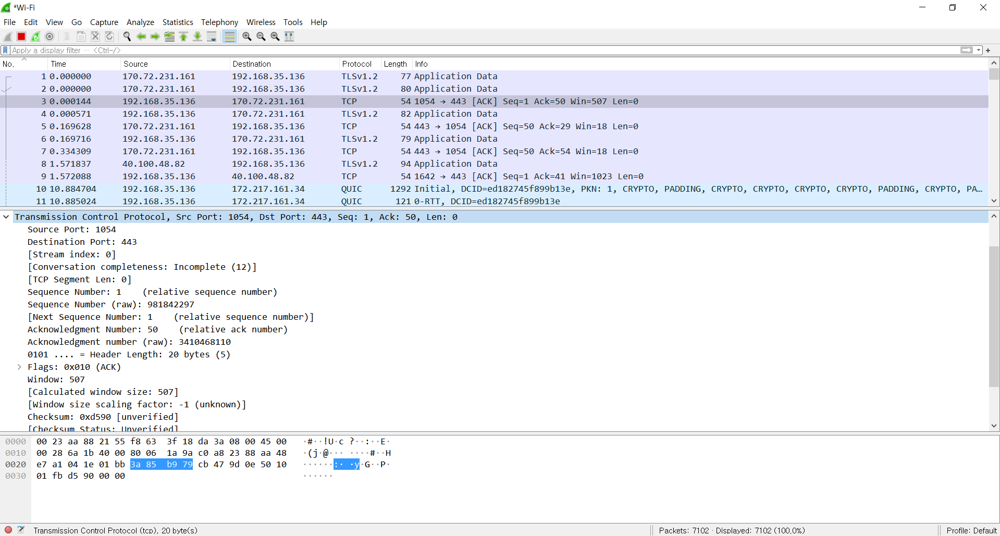 *Wi-Fi
File Edit View Go Capture Analyze Statistics Telephony Wireless Tools Help
Apply a display filter ... <Ctrl-/>
No. Time Source Destination Protocol Length Info
1 0.000000 170.72.231.161 192.168.35.136 TLSv1.2 77 Application Data
2 0.000000 170.72.231.161 192.168.35.136 TLSv1.2 80 Application Data
3 0.000144 192.168.35.136 170.72.231.161 TCP 54 1054 → 443 [ACK] Seq=1 Ack=50 Win=507 Len=0
4 0.000571 192.168.35.136 170.72.231.161 TLSv1.2 82 Application Data
5 0.169628 170.72.231.161 192.168.35.136 TCP 54 443 → 1054 [ACK] Seq=50 Ack=29 Win=18 Len=0
6 0.169716 192.168.35.136 170.72.231.161 TLSv1.2 79 Application Data
7 0.334309 170.72.231.161 192.168.35.136 TCP 54 443 → 1054 [ACK] Seq=50 Ack=54 Win=18 Len=0
8 1.571837 40.100.48.82 192.168.35.136 TLSv1.2 94 Application Data
9 1.572088 192.168.35.136 40.100.48.82 TCP 54 1642 → 443 [ACK] Seq=1 Ack=41 Win=1023 Len=0
10 10.884704 192.168.35.136 172.217.161.34 QUIC 1292 Initial, DCID=ed182745f899b13e, PKN: 1, CRYPTO, PADDING, CRYPTO, CRYPTO, CRYPTO, CRYPTO, PADDING, CRYPTO, PA...
11 10.885024 192.168.35.136 172.217.161.34 QUIC 121 0-RTT, DCID=ed182745f899b13e
Transmission Control Protocol, Src Port: 1054, Dst Port: 443, Seq: 1, Ack: 50, Len: 0
Source Port: 1054
Destination Port: 443
[Stream index: 0]
[Conversation completeness: Incomplete (12)]
[TCP Segment Len: 0]
Sequence Number: 1 (relative sequence number)
Sequence Number (raw): 981842297
[Next Sequence Number: 1 (relative sequence number)]
Acknowledgment Number: 50 (relative ack number)
Acknowledgment number (raw): 3410468110
0101 .... = Header Length: 20 bytes (5)
Flags: 0x010 (ACK)
Window: 507
[Calculated window size: 507]
[Window size scaling factor: -1 (unknown)]
Checksum: 0xd590 [unverified]
[Checksum Status: Unverified]
0000 00 23 aa 88 21 55 f8 63 3f 18 da 3a 08 00 45 00 ·#··!U·c ?··:··E·
0010 00 28 6a 1b 40 00 80 06 1a 9a c0 a8 23 88 aa 48 ·(j·@··· ····#··H
0020 e7 a1 04 1e 01 bb 3a 85 b9 79 cb 47 9d 0e 50 10 ······:· ·y·G··P·
0030 01 fb d5 90 00 00 ······
Transmission Control Protocol (tcp), 20 byte(s) Packets: 7102 · Displayed: 7102 (100.0%) Profile: Default